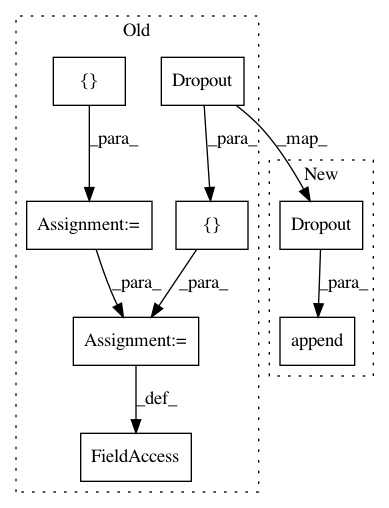 Old
{}
Dropout
_para_
_para_
_map_
New
Assignment:=
{}
Dropout
_para_
_para_
_para_
Assignment:=
append
_def_
FieldAccess